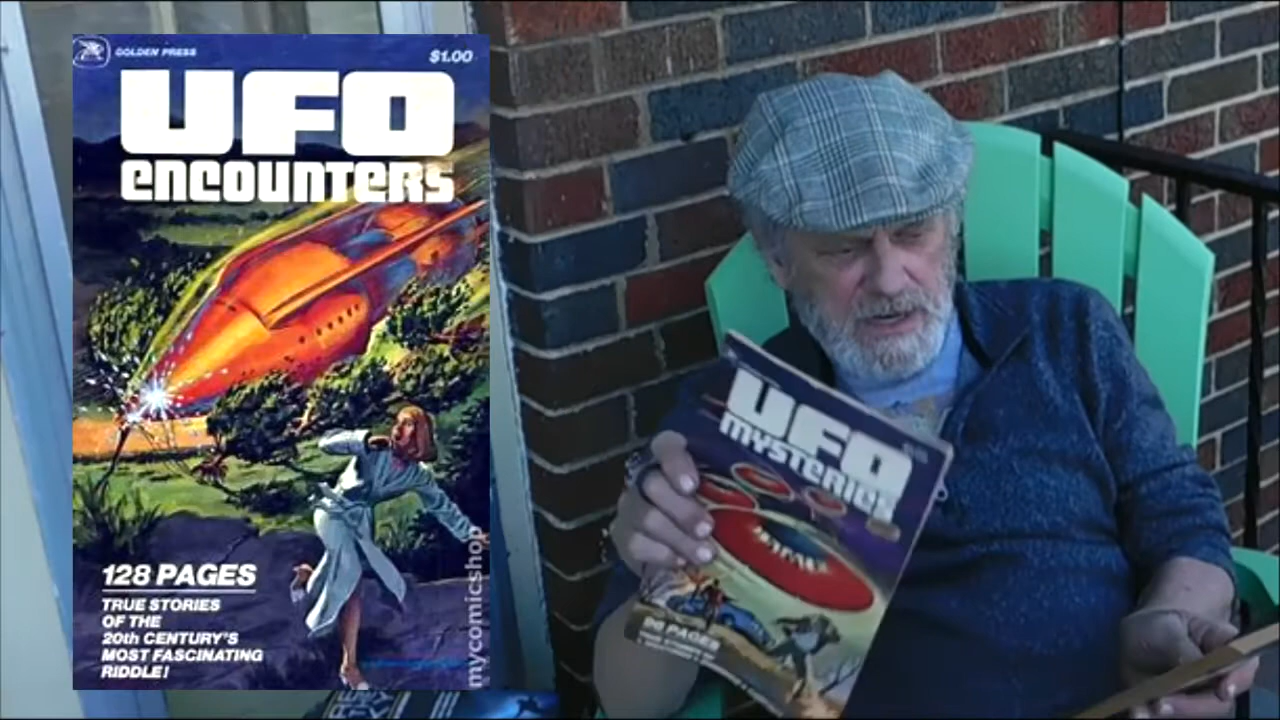 GOLDEN PRESS
$1.00
UFO
encounters
128 PAGES
TRUE STORIES
OF THE
20th CENTURY'S
MOST FASCINATING
RIDDLE!
mycomicshop
UFO
MYSTERIES
PAGES